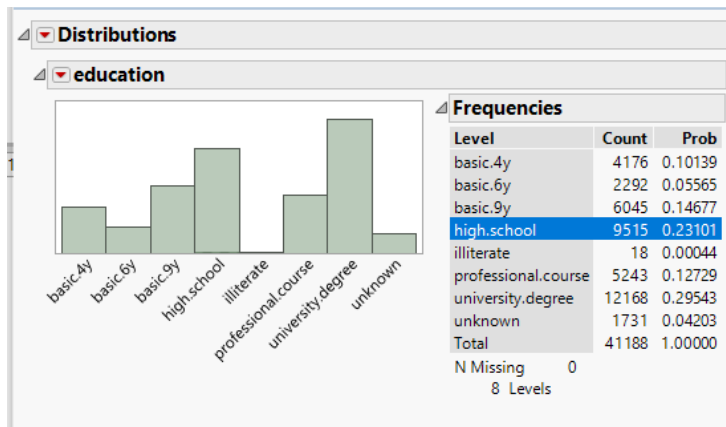 Distributions
education
basic.4y
basic.6y
basic.9y
high.school
illiterate
professional.course
university.degree
unknown
Frequencies
Level Count Prob
basic.4y 4176 0.10139
basic.6y 2292 0.05565
basic.9y 6045 0.14677
high.school 9515 0.23101
illiterate 18 0.00044
professional.course 5243 0.12729
university.degree 12168 0.29543
unknown 1731 0.04203
Total 41188 1.00000
N Missing 0
8 Levels
1